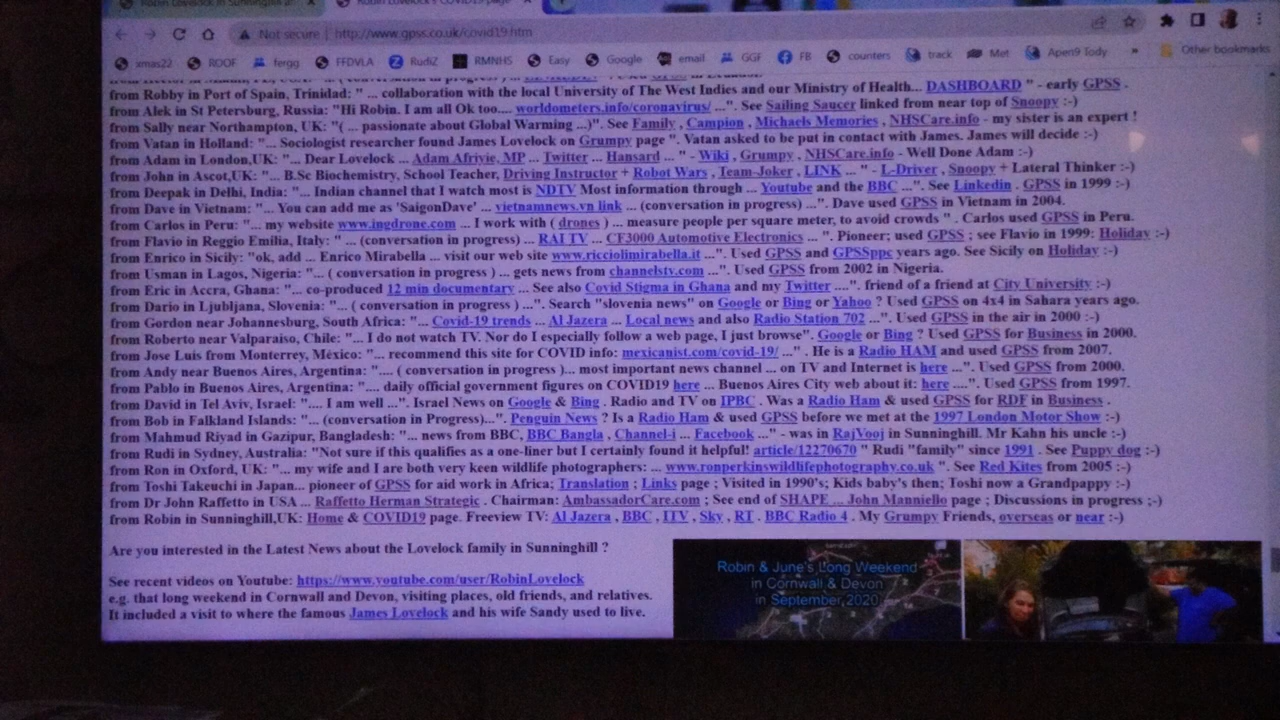 Robin Lovelock in Sunninghill a
Robin Lovelock's COVID19 page
Not secure | http://www.gpss.co.uk/covid19.htm
xmas22 ROOF fergg FFDVLA RudiZ RMNHS Easy Google email GGF FB counters track Met Apen9 Tody » Other bookmarks
from Robby in Port of Spain, Trinidad: " ... collaboration with the local University of The West Indies and our Ministry of Health... DASHBOARD " - early GPSS .
from Alek in St Petersburg, Russia: "Hi Robin. I am all Ok too.... worldometers.info/coronavirus/ ...". See Sailing Saucer linked from near top of Snoopy :-)
from Sally near Northampton, UK: "( ... passionate about Global Warming ...)". See Family , Campion , Michaels Memories , NHSCare.info - my sister is an expert !
from Vatan in Holland: "... Sociologist researcher found James Lovelock on Grumpy page ". Vatan asked to be put in contact with James. James will decide :-)
from Adam in London,UK: "... Dear Lovelock ... Adam Afriyie, MP ... Twitter ... Hansard ... " - Wiki , Grumpy , NHSCare.info - Well Done Adam :-)
from John in Ascot,UK: "... B.Sc Biochemistry, School Teacher, Driving Instructor + Robot Wars , Team-Joker , LINK ... " - L-Driver , Snoopy + Lateral Thinker :-)
from Deepak in Delhi, India: "... Indian channel that I watch most is NDTV Most information through ... Youtube and the BBC ...". See Linkedin . GPSS in 1999 :-)
from Dave in Vietnam: "... You can add me as 'SaigonDave' ... vietnamnews.vn link ... (conversation in progress) ...". Dave used GPSS in Vietnam in 2004.
from Carlos in Peru: "... my website www.ingdrone.com ... I work with ( drones ) ... measure people per square meter, to avoid crowds " . Carlos used GPSS in Peru.
from Flavio in Reggio Emilia, Italy: " ... (conversation in progress) ... RAI TV ... CF3000 Automotive Electronics ... ". Pioneer; used GPSS ; see Flavio in 1999: Holiday :-)
from Enrico in Sicily: "ok, add ... Enrico Mirabella ... visit our web site www.ricciolimirabella.it ...". Used GPSS and GPSSppc years ago. See Sicily on Holiday :-)
from Usman in Lagos, Nigeria: "... ( conversation in progress ) ... gets news from channelstv.com ...". Used GPSS from 2002 in Nigeria.
from Eric in Accra, Ghana: "... co-produced 12 min documentary ... See also Covid Stigma in Ghana and my Twitter ....". friend of a friend at City University :-)
from Dario in Ljubljana, Slovenia: "... ( conversation in progress ) ...". Search "slovenia news" on Google or Bing or Yahoo ? Used GPSS on 4x4 in Sahara years ago.
from Gordon near Johannesburg, South Africa: "... Covid-19 trends ... Al Jazera ... Local news and also Radio Station 702 ...". Used GPSS in the air in 2000 :-)
from Roberto near Valparaiso, Chile: "... I do not watch TV. Nor do I especially follow a web page, I just browse". Google or Bing ? Used GPSS for Business in 2000.
from Jose Luis from Monterrey, México: "... recommend this site for COVID info: mexicanist.com/covid-19/ ..." . He is a Radio HAM and used GPSS from 2007.
from Andy near Buenos Aires, Argentina: ".... ( conversation in progress )... most important news channel ... on TV and Internet is here ...". Used GPSS from 2000.
from Pablo in Buenos Aires, Argentina: ".... daily official government figures on COVID19 here ... Buenos Aires City web about it: here ....". Used GPSS from 1997.
from David in Tel Aviv, Israel: ".... I am well ...". Israel News on Google & Bing . Radio and TV on IPBC . Was a Radio Ham & used GPSS for RDF in Business .
from Bob in Falkland Islands: "... (conversation in Progress)...". Penguin News ? Is a Radio Ham & used GPSS before we met at the 1997 London Motor Show :-)
from Mahmud Riyad in Gazipur, Bangladesh: "... news from BBC, BBC Bangla , Channel-i ... Facebook ..." - was in RajVooj in Sunninghill. Mr Kahn his uncle :-)
from Rudi in Sydney, Australia: "Not sure if this qualifies as a one-liner but I certainly found it helpful! article/12270670 " Rudi "family" since 1991 . See Puppy dog :-)
from Ron in Oxford, UK: "... my wife and I are both very keen wildlife photographers: ... www.ronperkinswildlifephotography.co.uk ". See Red Kites from 2005 :-)
from Toshi Takeuchi in Japan... pioneer of GPSS for aid work in Africa; Translation ; Links page ; Visited in 1990's; Kids baby's then; Toshi now a Grandpappy :-)
from Dr John Raffetto in USA ... Raffetto Herman Strategic . Chairman: AmbassadorCare.com ; See end of SHAPE ... John Manniello page ; Discussions in progress ;-)
from Robin in Sunninghill,UK: Home & COVID19 page. Freeview TV: Al Jazera , BBC , ITV , Sky , RT . BBC Radio 4 . My Grumpy Friends, overseas or near :-)
Are you interested in the Latest News about the Lovelock family in Sunninghill ?
See recent videos on Youtube: https://www.youtube.com/user/RobinLovelock
e.g. that long weekend in Cornwall and Devon, visiting places, old friends, and relatives.
It included a visit to where the famous James Lovelock and his wife Sandy used to live.
Robin & June's Long Weekend
in Cornwall & Devon
in September 2020